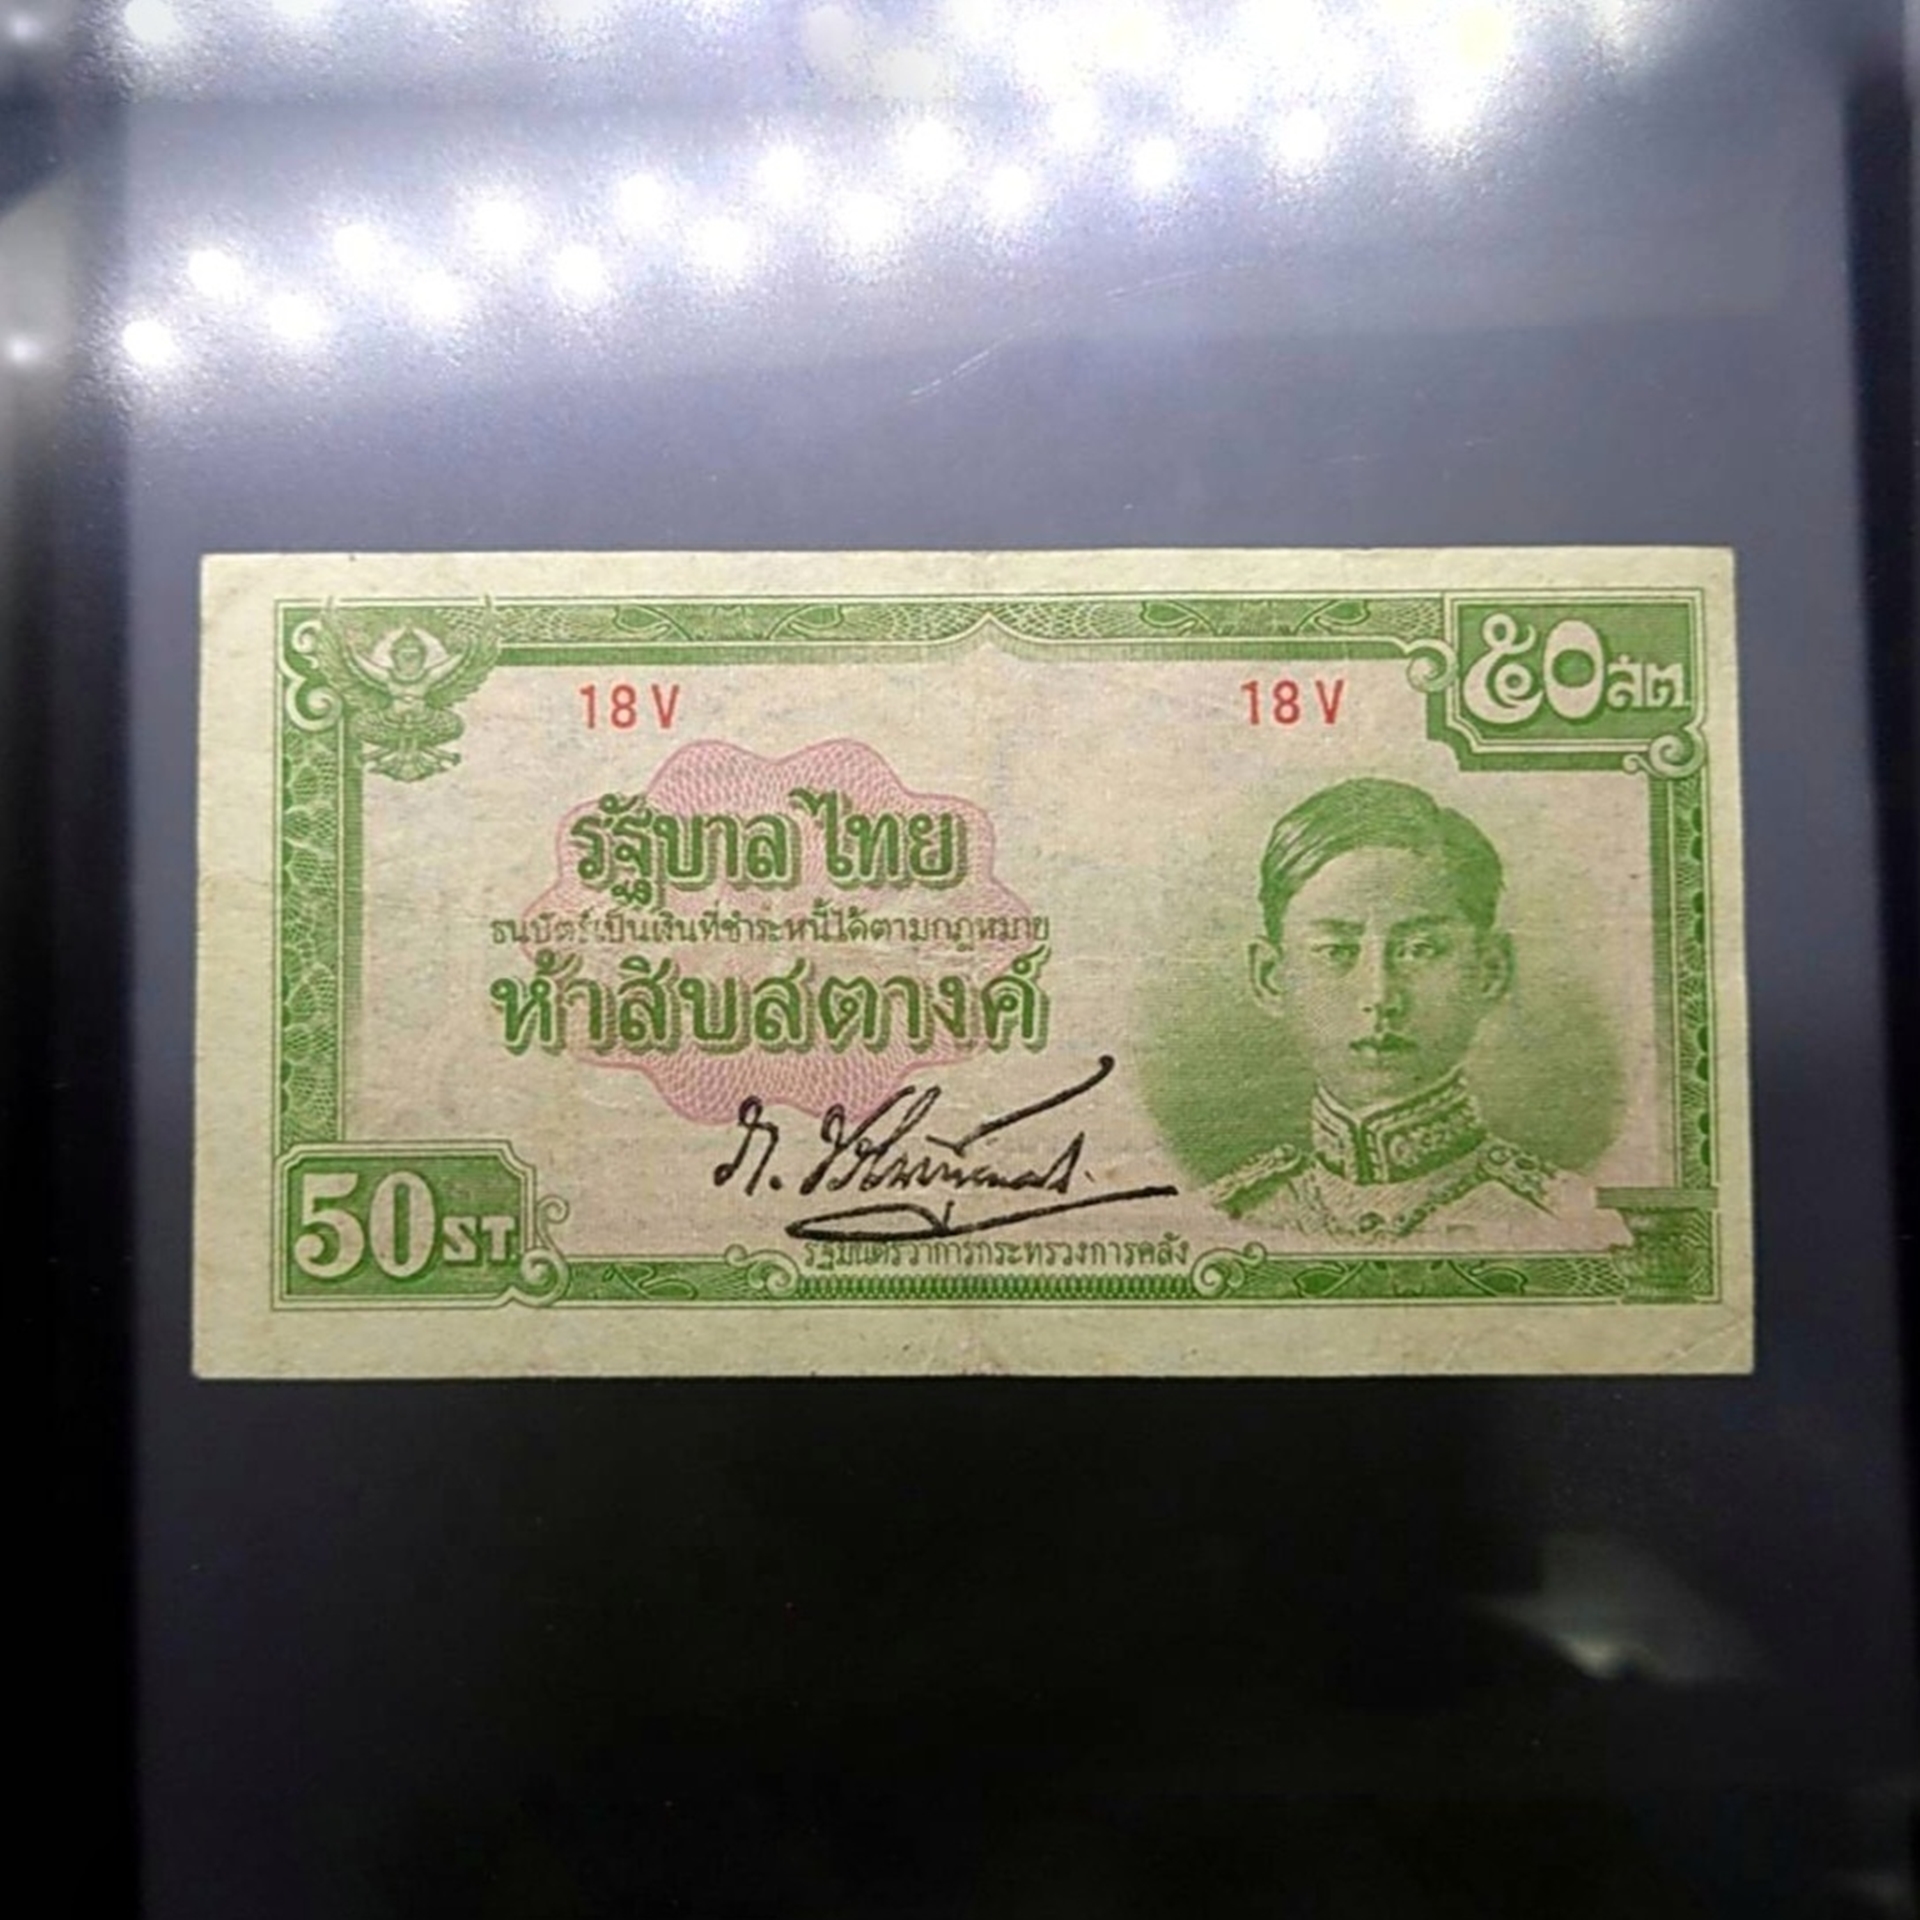 ๕๐ สต
18 V 18 V
รัฐบาลไทย
ธนบัตร์เป็นเงินที่ชำระหนี้ได้ตามกฎหมาย
ห้าสิบสตางค์
50 ST.
รัฐมนตรีว่าการกระทรวงการคลัง